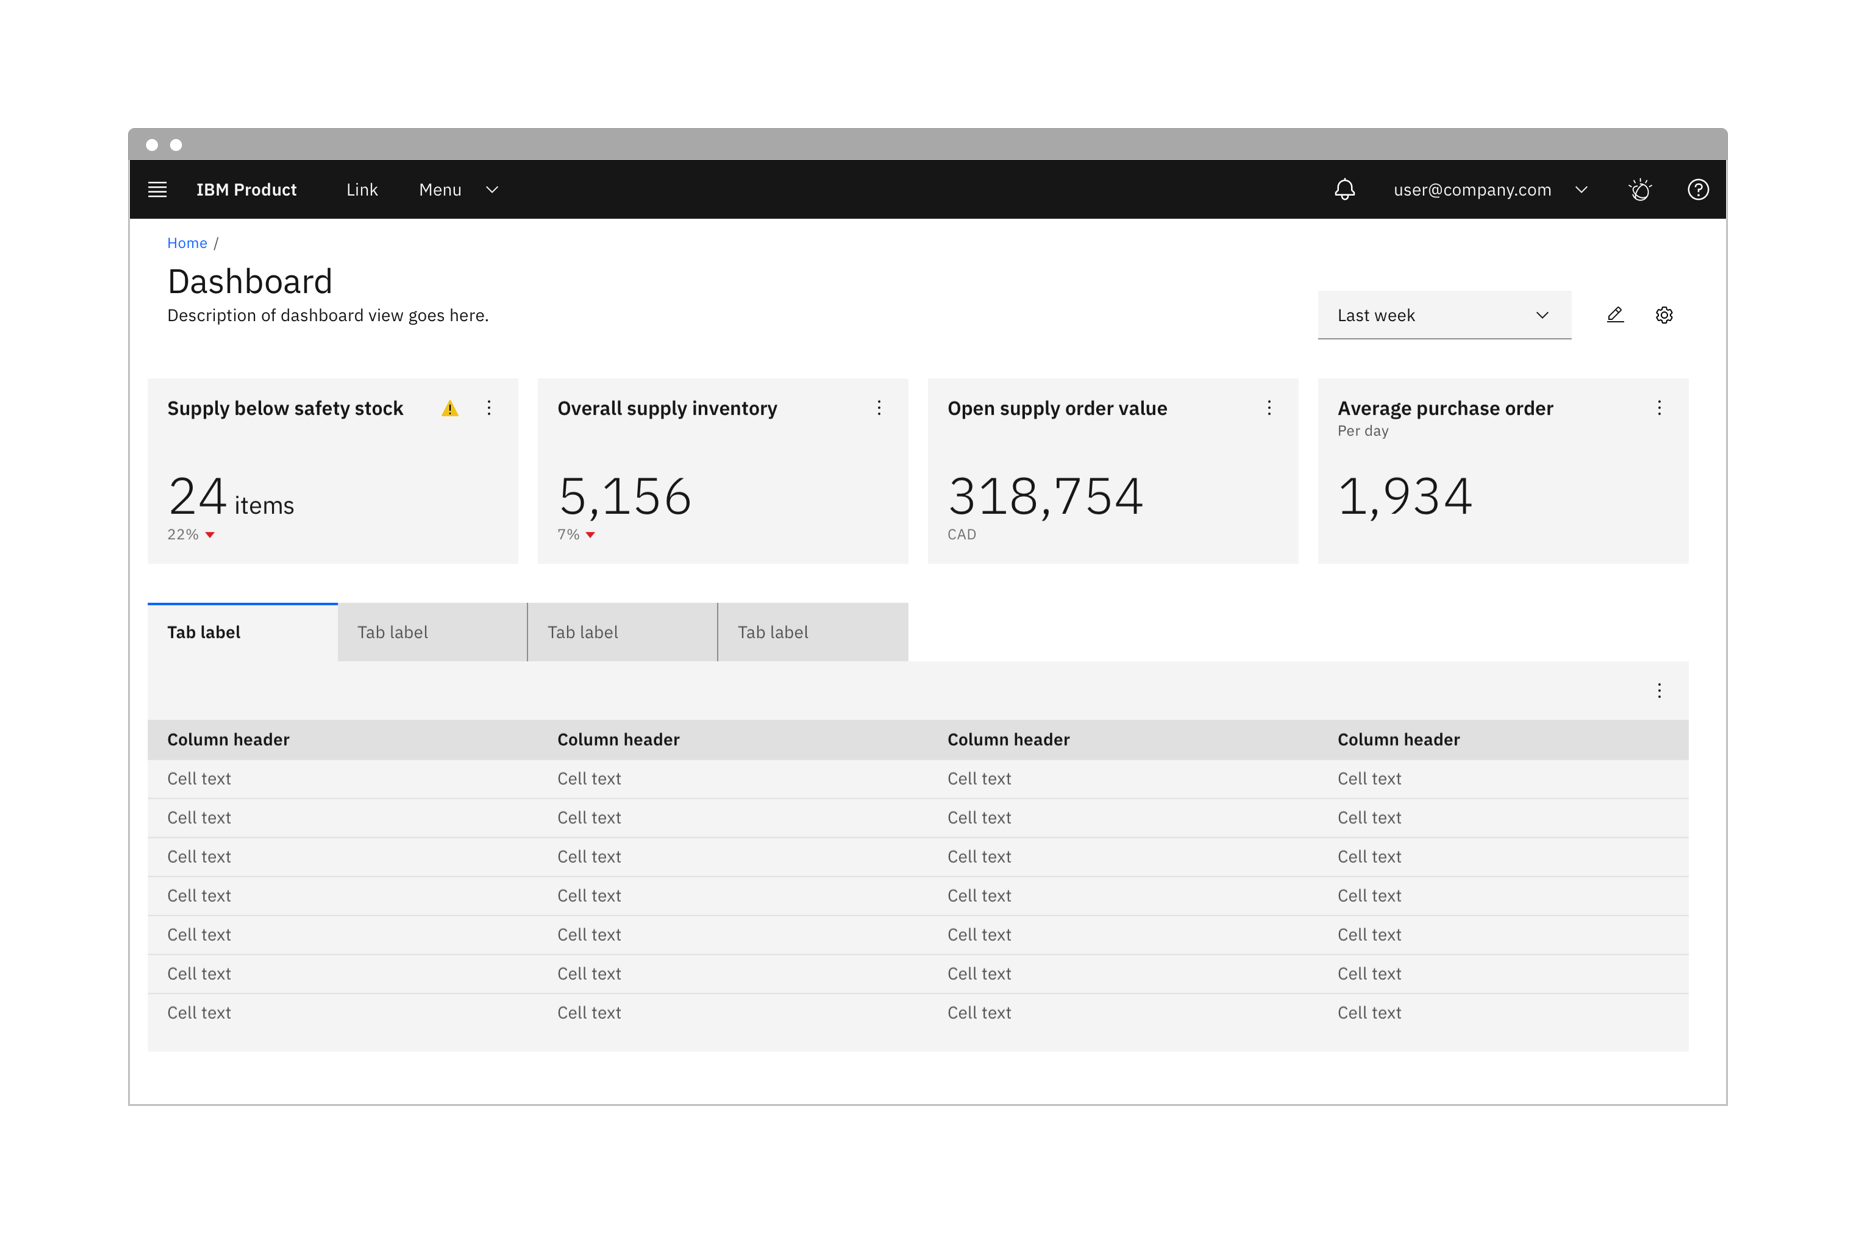 IBM Product Link Menu user@company.com
Home /
Dashboard
Description of dashboard view goes here.
Last week
Supply below safety stock
24 items
22%
Overall supply inventory
5,156
7%
Open supply order value
318,754
CAD
Average purchase order
Per day
1,934
Tab label Tab label Tab label Tab label
Column header Column header Column header Column header
Cell text Cell text Cell text Cell text
Cell text Cell text Cell text Cell text
Cell text Cell text Cell text Cell text
Cell text Cell text Cell text Cell text
Cell text Cell text Cell text Cell text
Cell text Cell text Cell text Cell text
Cell text Cell text Cell text Cell text